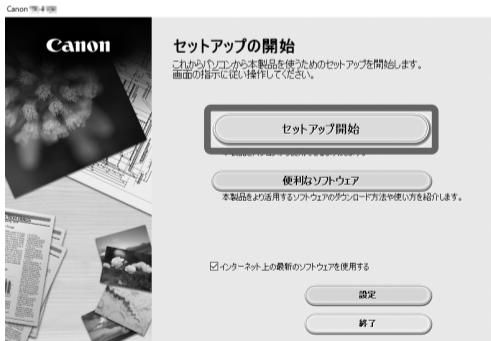 Canon
Canon
セットアップの開始
これからパソコンから本製品を使うためのセットアップを開始します。
画面の指示に従い操作してください。
セットアップ開始
便利なソフトウェア
本製品をより活用するソフトウェアのダウンロード方法や使い方を紹介します。
インターネット上の最新のソフトウェアを使用する
設定
終了